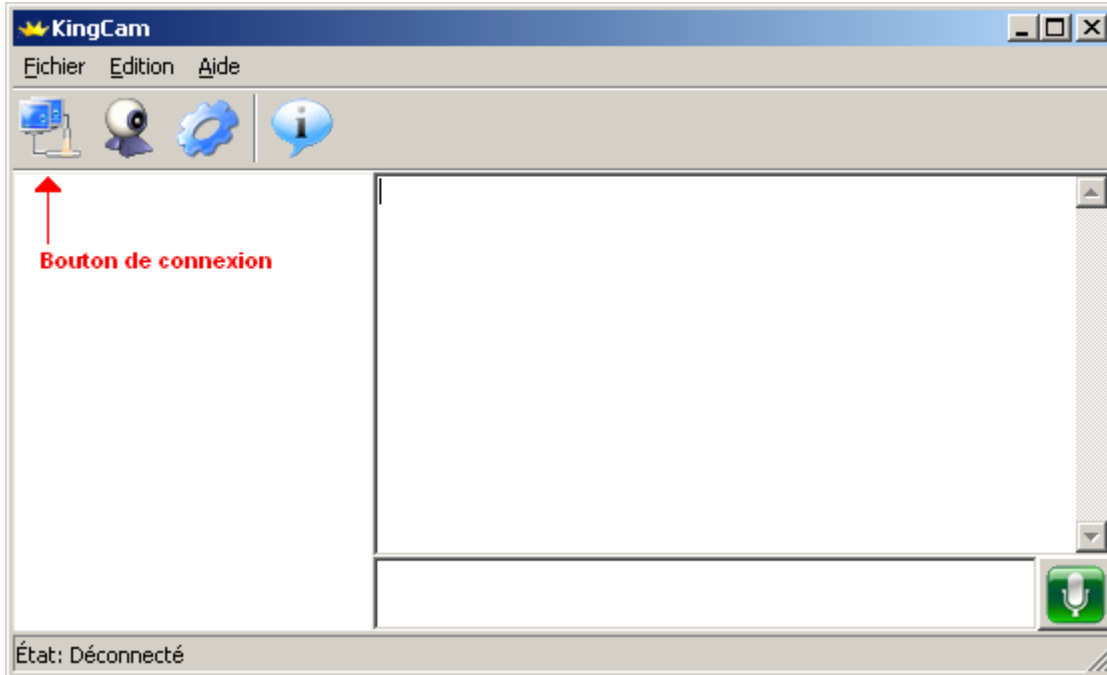 KingCam
Fichier Edition Aide
Bouton de connexion
État: Déconnecté